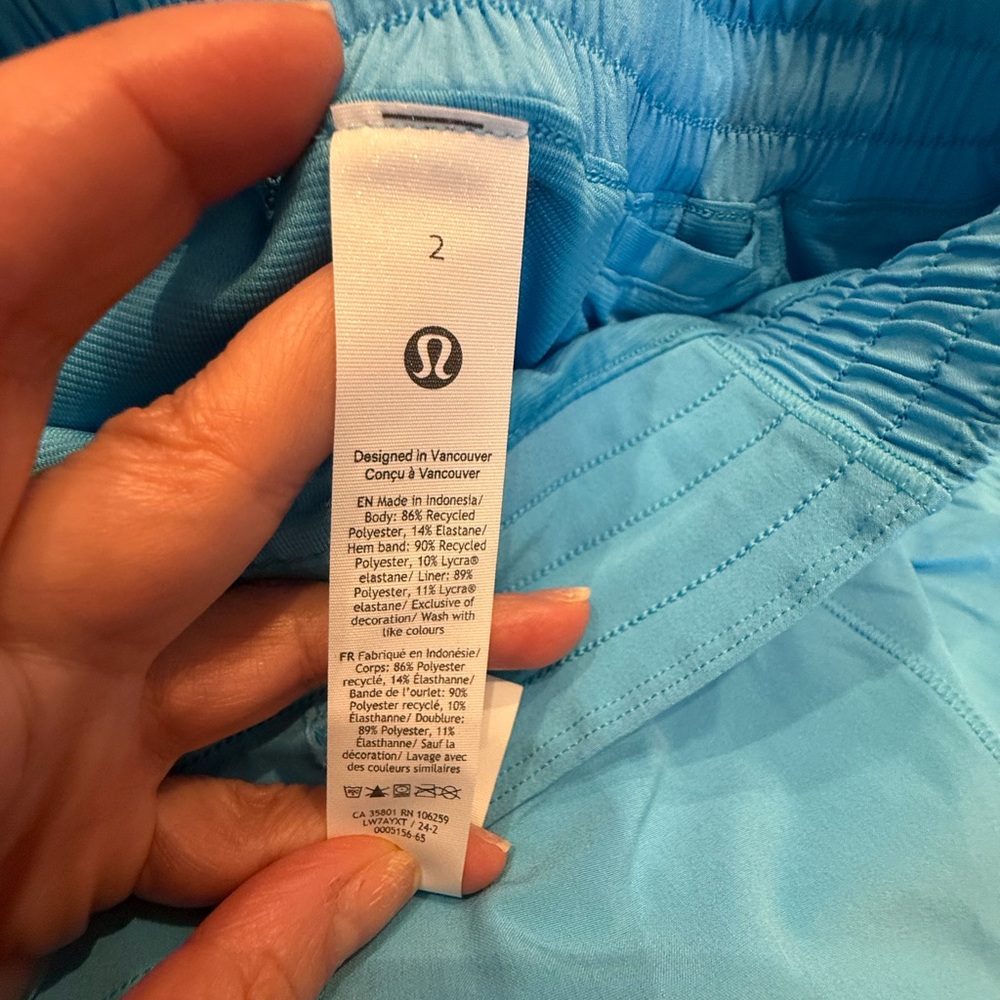 2
Designed in Vancouver
Conçu à Vancouver
EN Made in Indonesia/
Body: 86% Recycled
Polyester, 14% Elastane/
Hem band: 90% Recycled
Polyester, 10% Lycra®
elastane/ Liner: 89%
Polyester, 11% Lycra®
elastane/ Exclusive of
decoration/ Wash with
like colours
FR Fabriqué en Indonésie/
Corps: 86% Polyester
recyclé, 14% Élasthanne/
Bande de l'ourlet: 90%
Polyester recyclé, 10%
Élasthanne/ Doublure:
89% Polyester, 11%
Élasthanne/ Sauf la
décoration/ Lavage avec
des couleurs similaires
CA 35801 RN 106259
LW7AYXT / 24-2
0005156-65